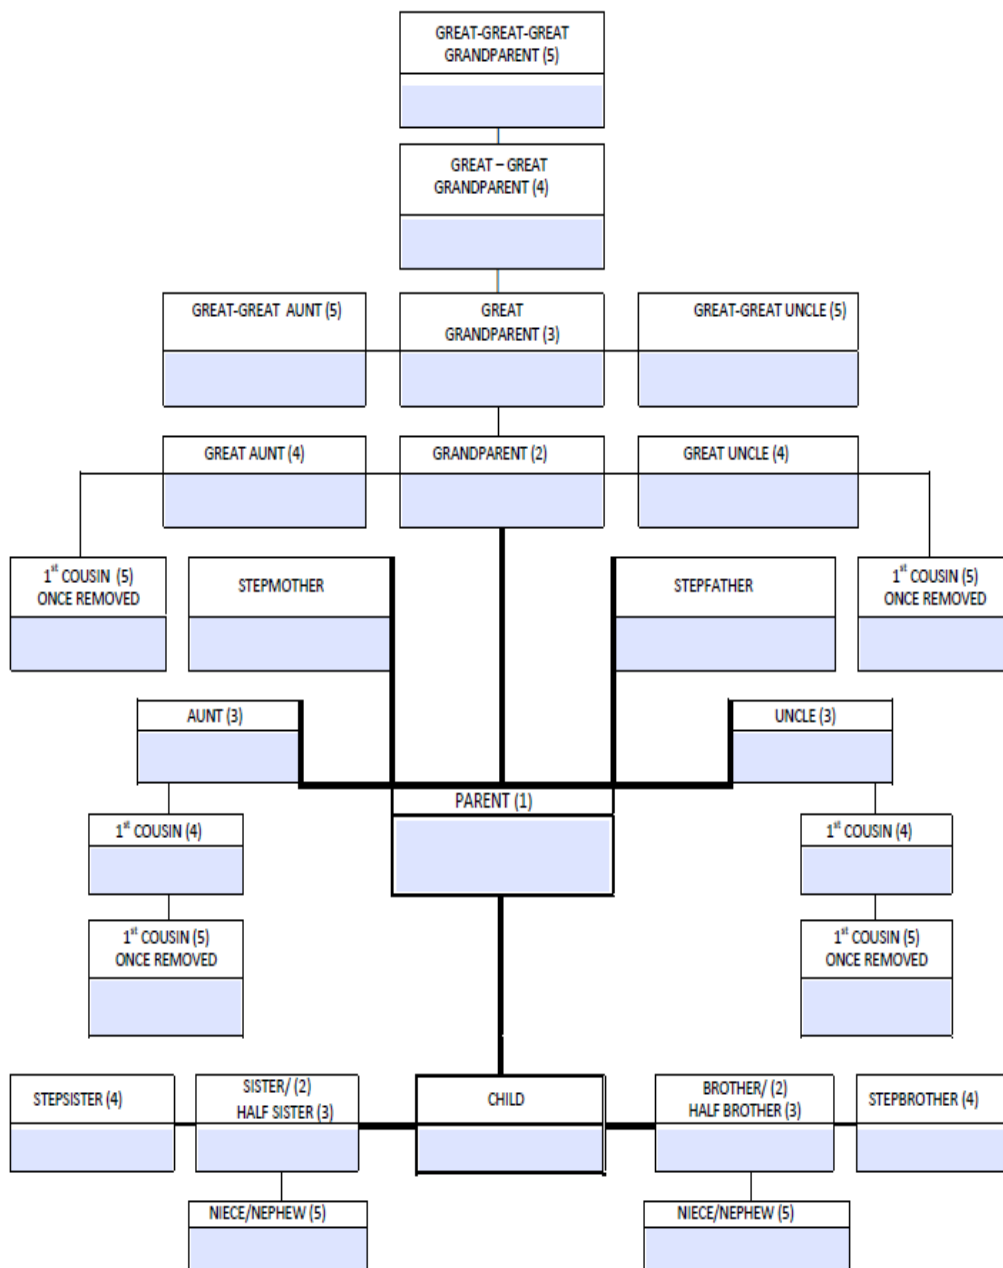 GREAT-GREAT-GREAT
GRANDPARENT (5)
GREAT – GREAT
GRANDPARENT (4)
GREAT-GREAT AUNT (5)
GREAT
GRANDPARENT (3)
GREAT-GREAT UNCLE (5)
GREAT AUNT (4)
GRANDPARENT (2)
GREAT UNCLE (4)
1st COUSIN (5)
ONCE REMOVED
STEPMOTHER
STEPFATHER
1st COUSIN (5)
ONCE REMOVED
AUNT (3)
UNCLE (3)
PARENT (1)
1st COUSIN (4)
1st COUSIN (4)
1st COUSIN (5)
ONCE REMOVED
1st COUSIN (5)
ONCE REMOVED
STEPSISTER (4)
SISTER/ (2)
HALF SISTER (3)
CHILD
BROTHER/ (2)
HALF BROTHER (3)
STEPBROTHER (4)
NIECE/NEPHEW (5)
NIECE/NEPHEW (5)